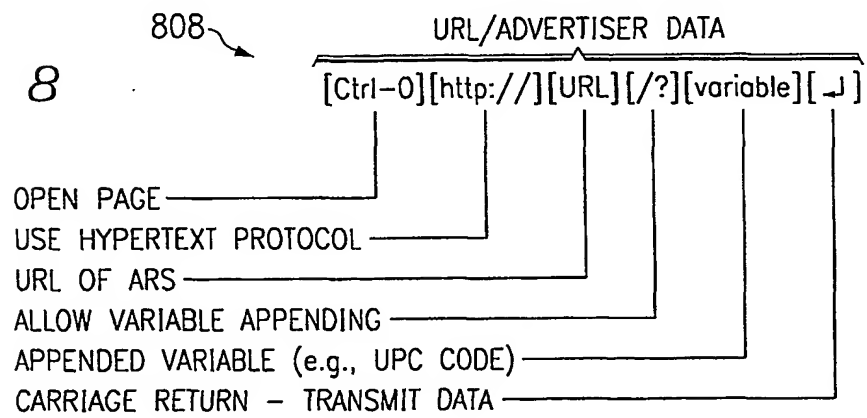 808
URL/ADVERTISER DATA
8
[Ctrl-O][http://][URL][/?][variable][↵]
OPEN PAGE
USE HYPERTEXT PROTOCOL
URL OF ARS
ALLOW VARIABLE APPENDING
APPENDED VARIABLE (e.g., UPC CODE)
CARRIAGE RETURN – TRANSMIT DATA